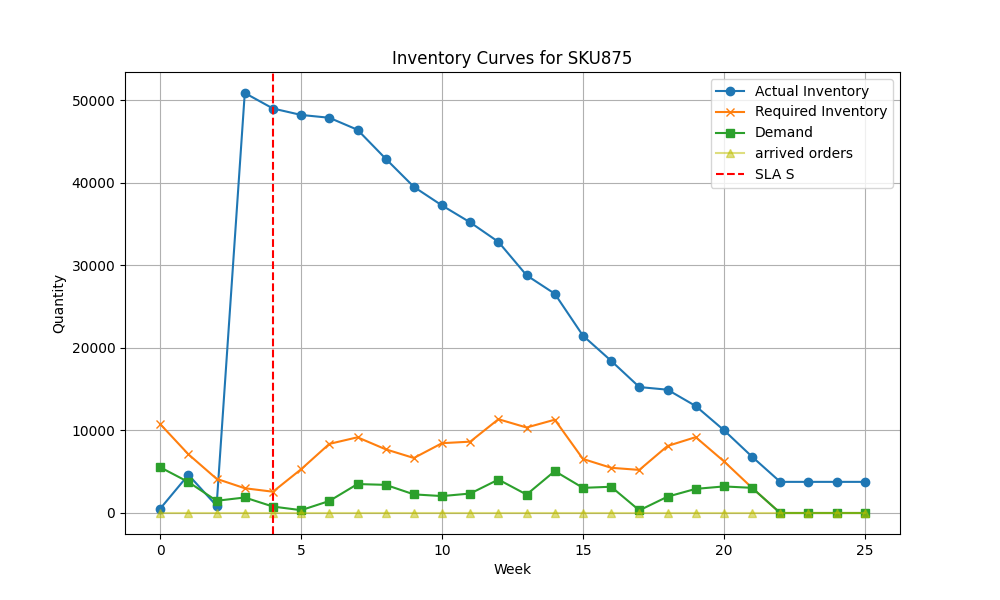 Inventory Curves for SKU875
Actual Inventory
Required Inventory
Demand
arrived orders
SLA S
Quantity
50000
40000
30000
20000
10000
0
0 5 10 15 20 25
Week